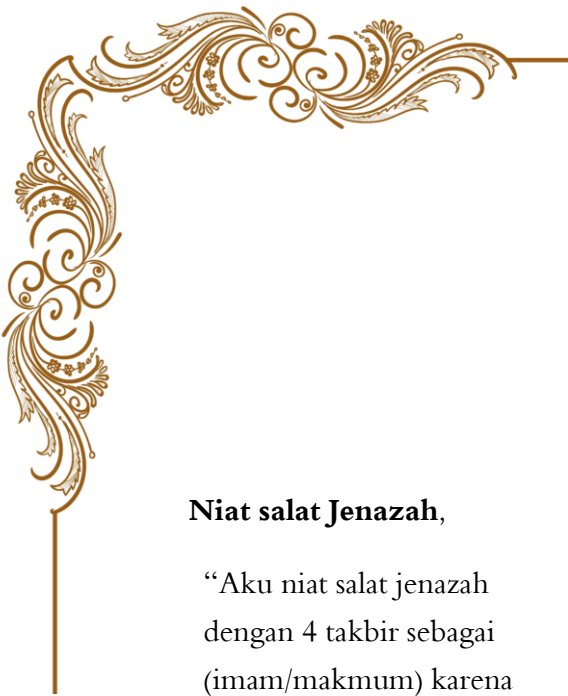 Niat salat Jenazah,
“Aku niat salat jenazah
dengan 4 takbir sebagai
(imam/makmum) karena